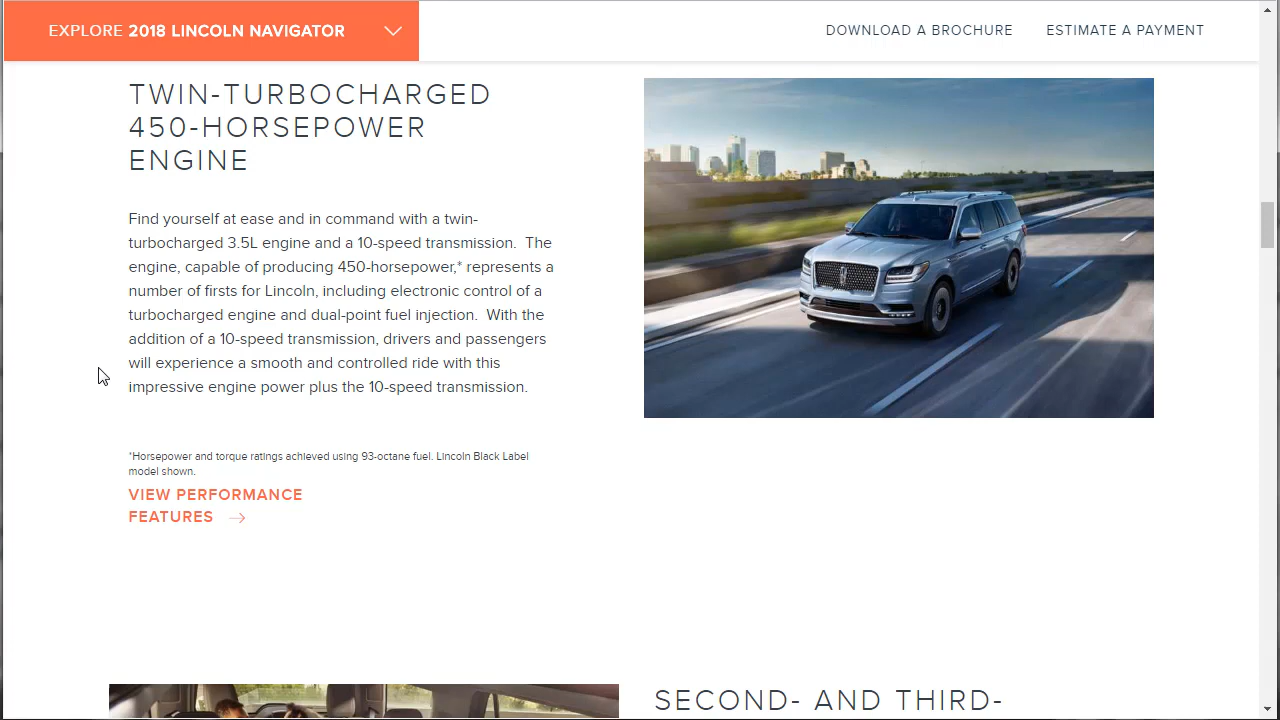 EXPLORE 2018 LINCOLN NAVIGATOR
DOWNLOAD A BROCHURE
ESTIMATE A PAYMENT
TWIN-TURBOCHARGED
450-HORSEPOWER
ENGINE
Find yourself at ease and in command with a twin-
turbocharged 3.5L engine and a 10-speed transmission.  The
engine, capable of producing 450-horsepower,* represents a
number of firsts for Lincoln, including electronic control of a
turbocharged engine and dual-point fuel injection.  With the
addition of a 10-speed transmission, drivers and passengers
will experience a smooth and controlled ride with this
impressive engine power plus the 10-speed transmission.
*Horsepower and torque ratings achieved using 93-octane fuel. Lincoln Black Label
model shown.
VIEW PERFORMANCE
FEATURES
SECOND- AND THIRD-